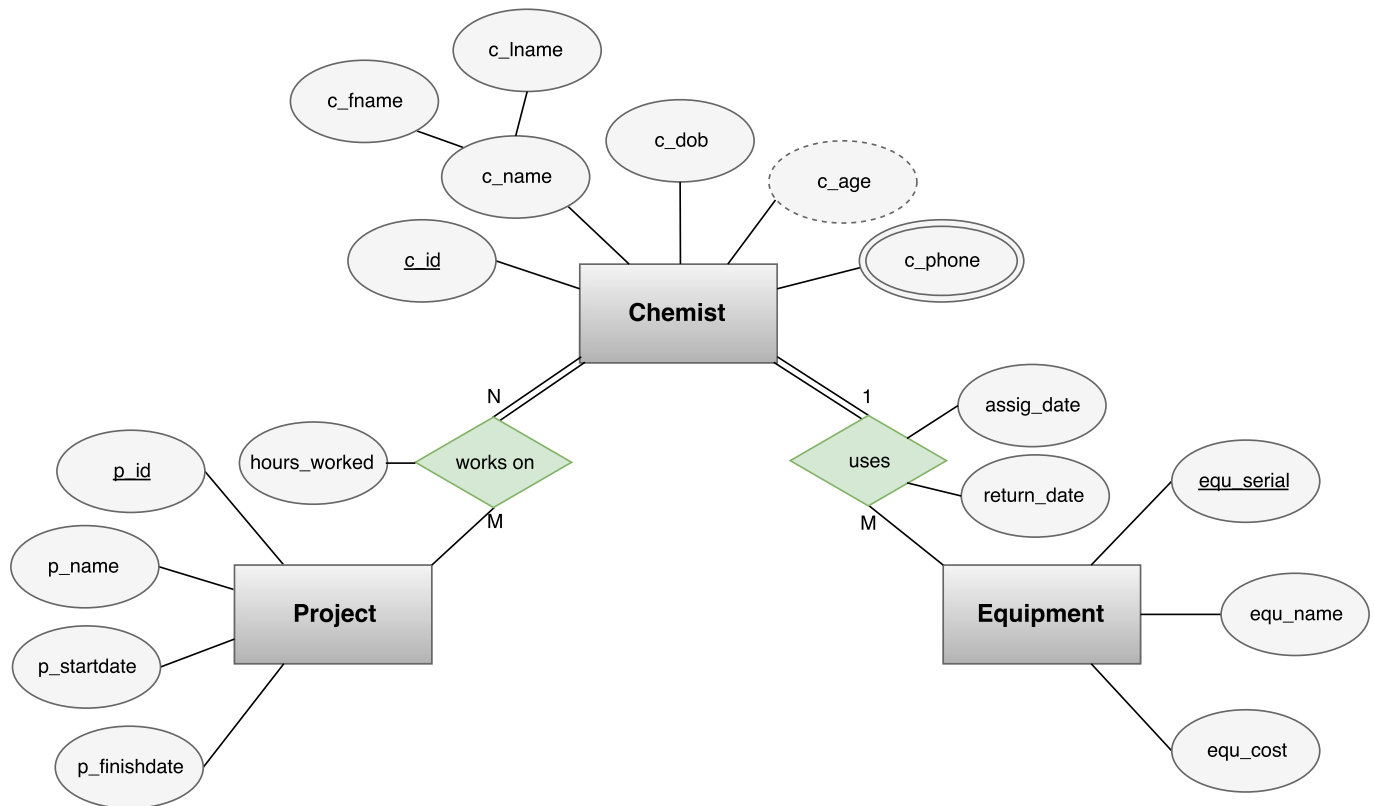 c_lname
c_fname
c_dob
c_name
c_age
c_id
c_phone
Chemist
N
1
assig_date
hours_worked
works on
uses
p_id
equ_serial
return_date
M
M
p_name
Project
Equipment
equ_name
p_startdate
equ_cost
p_finishdate